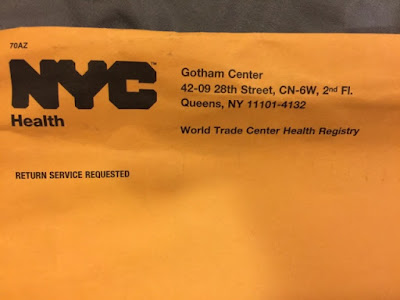 70AZ
NYC™
Health
Gotham Center
42-09 28th Street, CN-6W, 2nd Fl.
Queens, NY 11101-4132
World Trade Center Health Registry
RETURN SERVICE REQUESTED